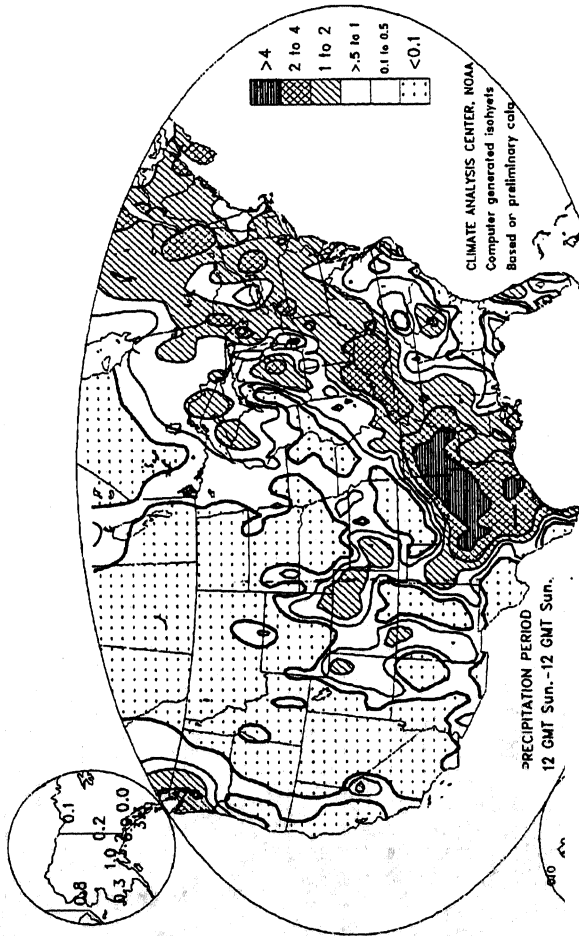 >4
2 to 4
1 to 2
>.5 to 1
0.1 to 0.5
<0.1
CLIMATE ANALYSIS CENTER, NOAA
Computer generated isohyets
Based or preliminary cala
PRECIPITATION PERIOD
12 GMT Sun.-12 GMT Sun.
0.1
0.2
0.0
1.0
0.3
0.8